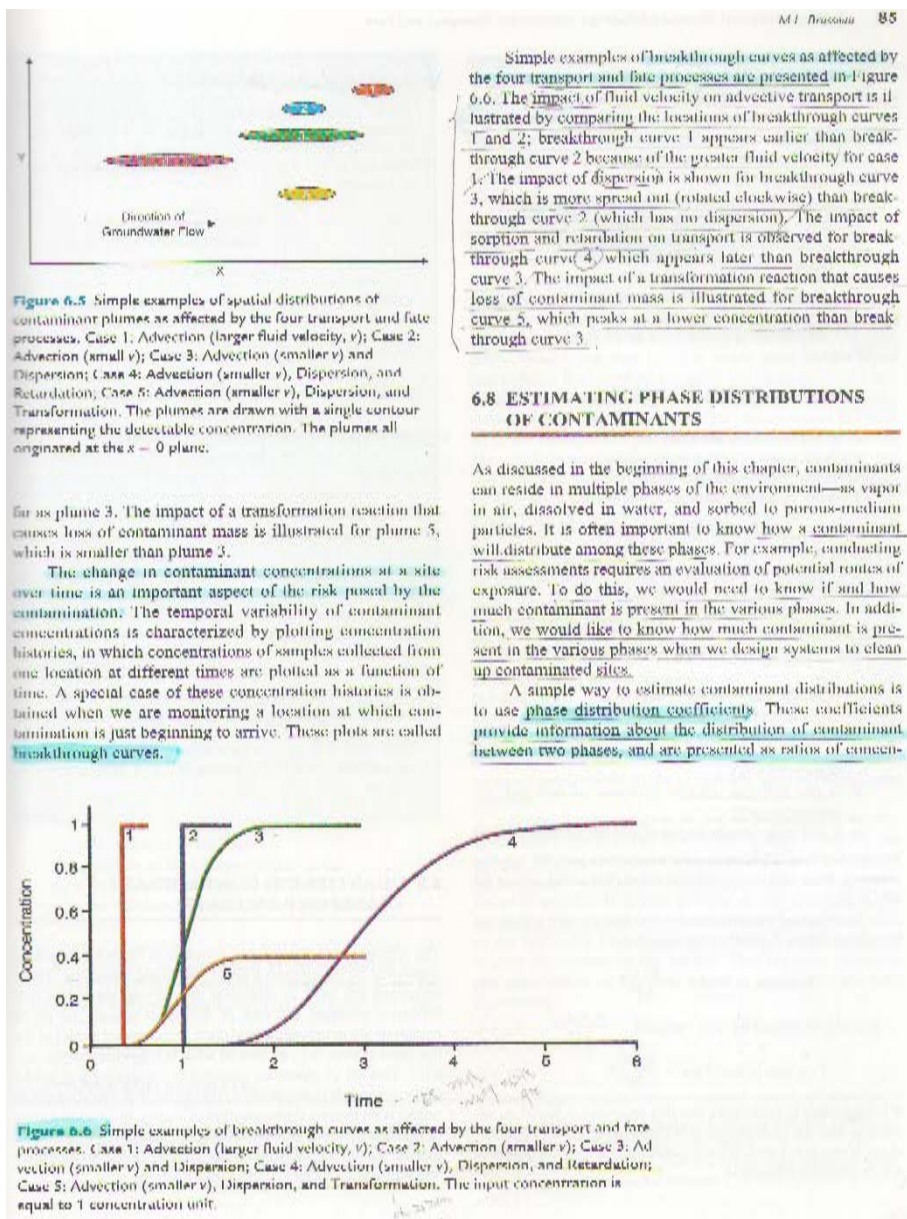 M.L. Brusseau 85
Y
Direction of
Groundwater Flow
X
Figure 6.5 Simple examples of spatial distributions of
contaminant plumes as affected by the four transport and fate
processes. Case 1: Advection (larger fluid velocity, v); Case 2:
Advection (small v); Case 3: Advection (smaller v) and
Dispersion; Case 4: Advection (smaller v), Dispersion, and
Retardation; Case 5: Advection (smaller v), Dispersion, and
Transformation. The plumes are drawn with a single contour
representing the detectable concentration. The plumes all
originated at the x = 0 plane.
far as plume 3. The impact of a transformation reaction that
causes loss of contaminant mass is illustrated for plume 5,
which is smaller than plume 3.
The change in contaminant concentrations at a site
over time is an important aspect of the risk posed by the
contamination. The temporal variability of contaminant
concentrations is characterized by plotting concentration
histories, in which concentrations of samples collected from
one location at different times are plotted as a function of
time. A special case of these concentration histories is ob-
tained when we are monitoring a location at which con-
tamination is just beginning to arrive. These plots are called
breakthrough curves.
Simple examples of breakthrough curves as affected by
the four transport and fate processes are presented in Figure
6.6. The impact of fluid velocity on advective transport is il-
lustrated by comparing the locations of breakthrough curves
1 and 2; breakthrough curve 1 appears earlier than break-
through curve 2 because of the greater fluid velocity for case
1. The impact of dispersion is shown for breakthrough curve
3, which is more spread out (rotated clockwise) than break-
through curve 2 (which has no dispersion). The impact of
sorption and retardation on transport is observed for break-
through curve 4, which appears later than breakthrough
curve 3. The impact of a transformation reaction that causes
loss of contaminant mass is illustrated for breakthrough
curve 5, which peaks at a lower concentration than break
through curve 3.
6.8 ESTIMATING PHASE DISTRIBUTIONS
OF CONTAMINANTS
As discussed in the beginning of this chapter, contaminants
can reside in multiple phases of the environment—as vapor
in air, dissolved in water, and sorbed to porous-medium
particles. It is often important to know how a contaminant
will distribute among these phases. For example, conducting
risk assessments requires an evaluation of potential routes of
exposure. To do this, we would need to know if and how
much contaminant is present in the various phases. In addi-
tion, we would like to know how much contaminant is pre-
sent in the various phases when we design systems to clean
up contaminated sites.
A simple way to estimate contaminant distributions is
to use phase distribution coefficients. These coefficients
provide information about the distribution of contaminant
between two phases, and are presented as ratios of concen-
Concentration
1
0.8
0.6
0.4
0.2
0
1 2 3 4 5
0 2 3 4 5 6
Time
Figure 6.6 Simple examples of breakthrough curves as affected by the four transport and fate
processes. Case 1: Advection (larger fluid velocity, v); Case 2: Advection (smaller v); Case 3: Ad
vection (smaller v) and Dispersion; Case 4: Advection (smaller v), Dispersion, and Retardation;
Case 5: Advection (smaller v), Dispersion, and Transformation. The input concentration is
equal to 1 concentration unit.